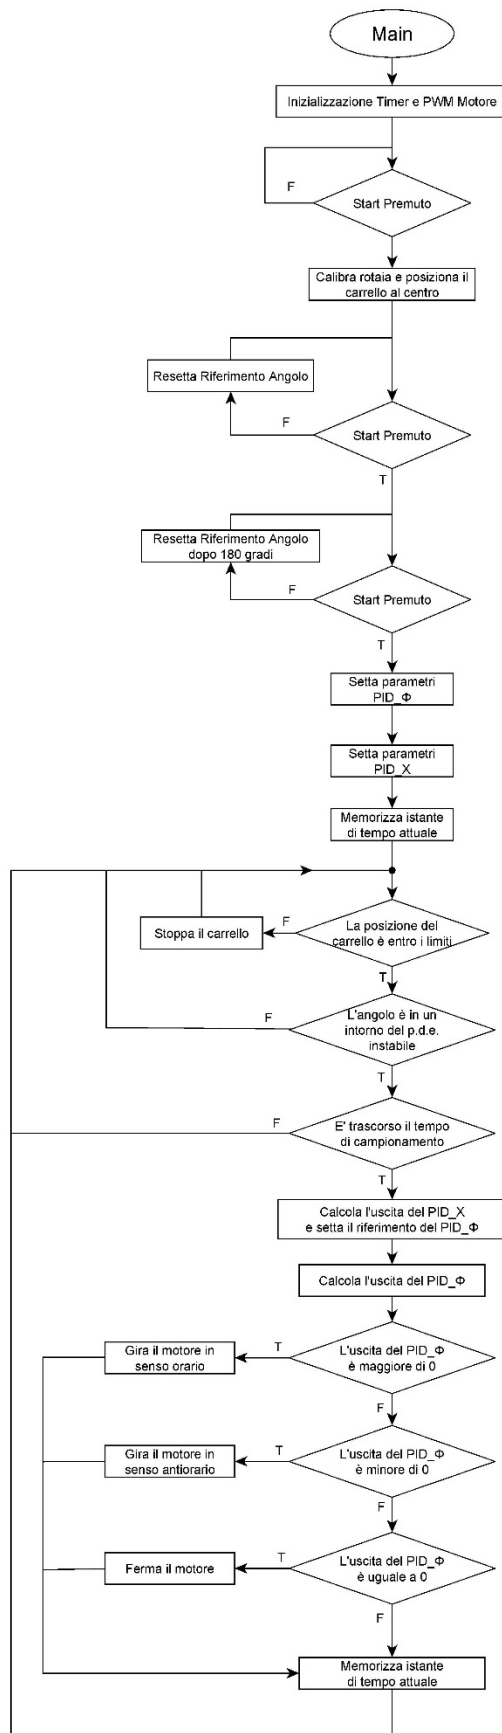 Main
Inizializzazione Timer e PWM Motore
F
Start Premuto
Calibra rotaia e posiziona il
carrello al centro
Resetta Riferimento Angolo
F
Start Premuto
T
Resetta Riferimento Angolo
dopo 180 gradi
F
Start Premuto
T
Setta parametri
PID_Φ
Setta parametri
PID_X
Memorizza istante
di tempo attuale
Stoppa il carrello
F
La posizione del
carrello è entro i limiti
T
F
L'angolo è in un
intorno del p.d.e.
instabile
T
F
E' trascorso il tempo
di campionamento
T
Calcola l'uscita del PID_X
e setta il riferimento del PID_Φ
Calcola l'uscita del PID_Φ
Gira il motore in
senso orario
T
L'uscita del PID_Φ
è maggiore di 0
F
Gira il motore in
senso antiorario
T
L'uscita del PID_Φ
è minore di 0
F
Ferma il motore
T
L'uscita del PID_Φ
è uguale a 0
F
Memorizza istante
di tempo attuale